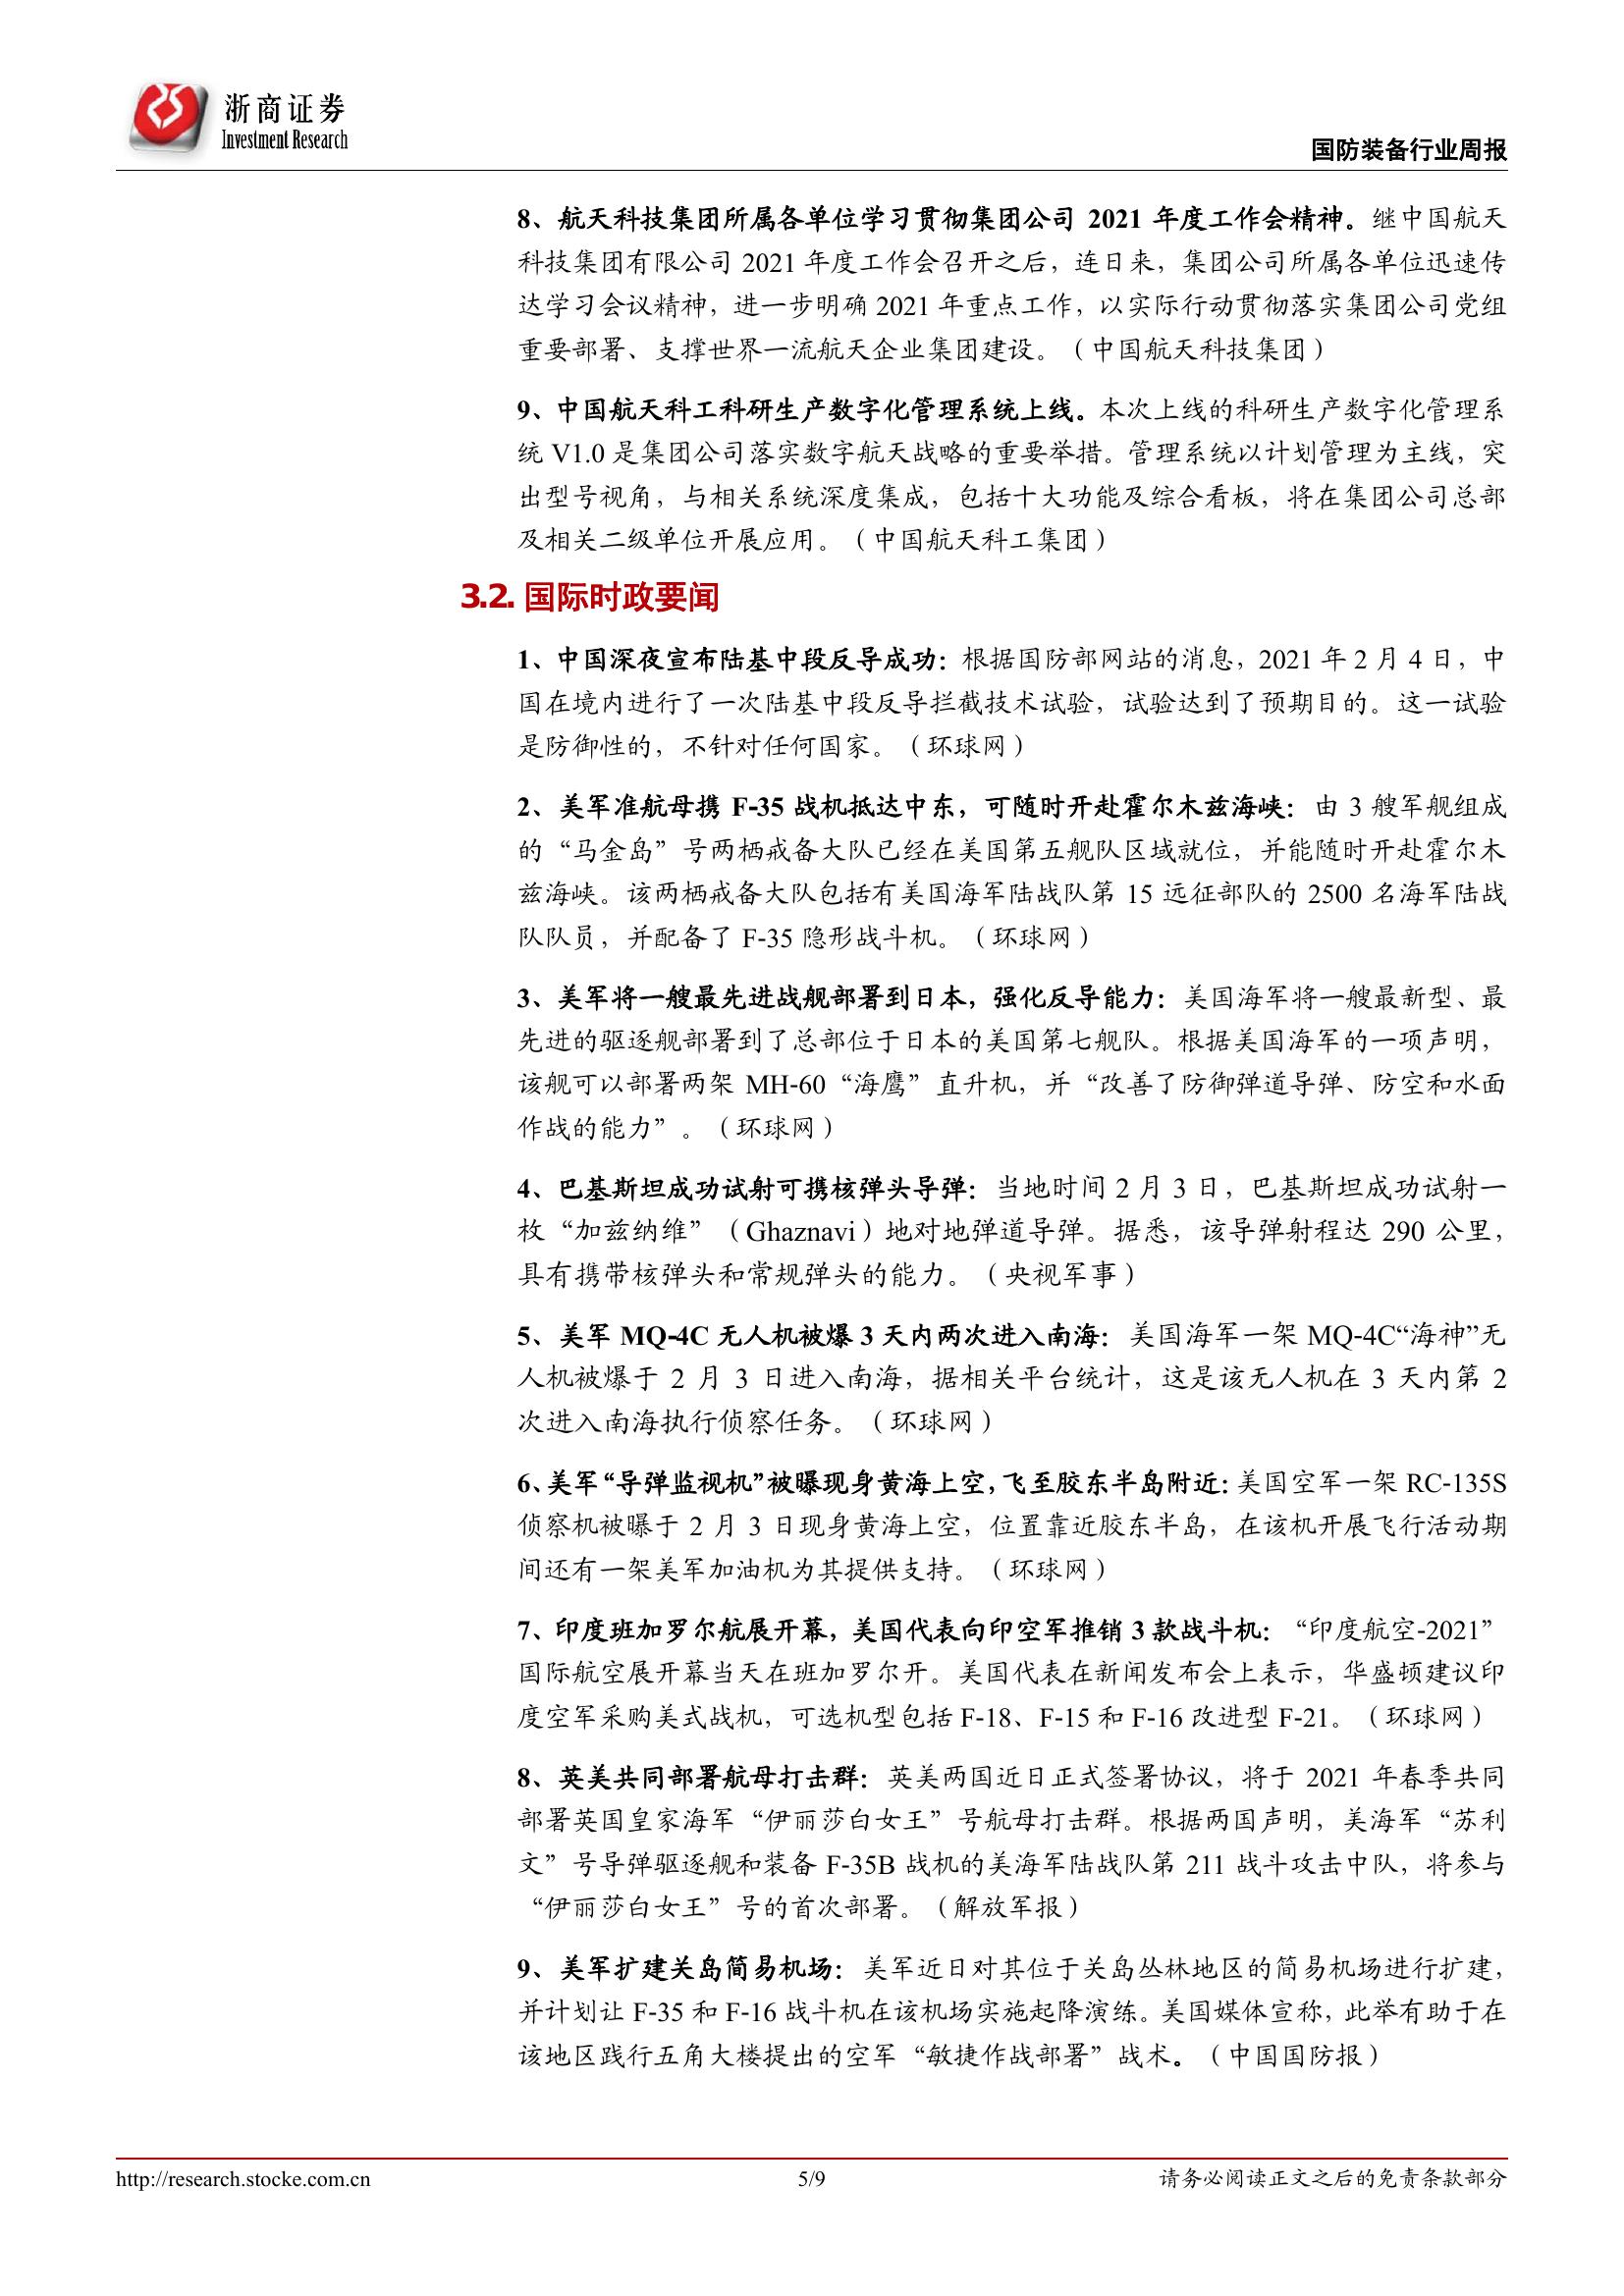 浙商证券
Investment Research
国防装备行业周报
8、航天科技集团所属各单位学习贯彻集团公司 2021 年度工作会精神。继中国航天
科技集团有限公司 2021 年度工作会召开之后，连日来，集团公司所属各单位迅速传
达学习会议精神，进一步明确 2021 年重点工作，以实际行动贯彻落实集团公司党组
重要部署、支撑世界一流航天企业集团建设。（中国航天科技集团）
9、中国航天科工科研生产数字化管理系统上线。本次上线的科研生产数字化管理系
统 V1.0 是集团公司落实数字航天战略的重要举措。管理系统以计划管理为主线，突
出型号视角，与相关系统深度集成，包括十大功能及综合看板，将在集团公司总部
及相关二级单位开展应用。（中国航天科工集团）
3.2. 国际时政要闻
1、中国深夜宣布陆基中段反导成功：根据国防部网站的消息，2021 年 2 月 4 日，中
国在境内进行了一次陆基中段反导拦截技术试验，试验达到了预期目的。这一试验
是防御性的，不针对任何国家。（环球网）
2、美军准航母携 F-35 战机抵达中东，可随时开赴霍尔木兹海峡：由 3 艘军舰组成
的“马金岛”号两栖戒备大队已经在美国第五舰队区域就位，并能随时开赴霍尔木
兹海峡。该两栖戒备大队包括有美国海军陆战队第 15 远征部队的 2500 名海军陆战
队队员，并配备了 F-35 隐形战斗机。（环球网）
3、美军将一艘最先进战舰部署到日本，强化反导能力：美国海军将一艘最新型、最
先进的驱逐舰部署到了总部位于日本的美国第七舰队。根据美国海军的一项声明，
该舰可以部署两架 MH-60“海鹰”直升机，并“改善了防御弹道导弹、防空和水面
作战的能力”。（环球网）
4、巴基斯坦成功试射可携核弹头导弹：当地时间 2 月 3 日，巴基斯坦成功试射一
枚“加兹纳维”（Ghaznavi）地对地弹道导弹。据悉，该导弹射程达 290 公里，
具有携带核弹头和常规弹头的能力。（央视军事）
5、美军 MQ-4C 无人机被爆 3 天内两次进入南海：美国海军一架 MQ-4C“海神”无
人机被爆于 2 月 3 日进入南海，据相关平台统计，这是该无人机在 3 天内第 2
次进入南海执行侦察任务。（环球网）
6、美军“导弹监视机”被曝现身黄海上空，飞至胶东半岛附近：美国空军一架 RC-135S
侦察机被曝于 2 月 3 日现身黄海上空，位置靠近胶东半岛，在该机开展飞行活动期
间还有一架美军加油机为其提供支持。（环球网）
7、印度班加罗尔航展开幕，美国代表向印空军推销 3 款战斗机：“印度航空-2021”
国际航空展开幕当天在班加罗尔开。美国代表在新闻发布会上表示，华盛顿建议印
度空军采购美式战机，可选机型包括 F-18、F-15 和 F-16 改进型 F-21。（环球网）
8、英美共同部署航母打击群：英美两国近日正式签署协议，将于 2021 年春季共同
部署英国皇家海军“伊丽莎白女王”号航母打击群。根据两国声明，美海军“苏利
文”号导弹驱逐舰和装备 F-35B 战机的美海军陆战队第 211 战斗攻击中队，将参与
“伊丽莎白女王”号的首次部署。（解放军报）
9、美军扩建关岛简易机场：美军近日对其位于关岛丛林地区的简易机场进行扩建，
并计划让 F-35 和 F-16 战斗机在该机场实施起降演练。美国媒体宣称，此举有助于在
该地区践行五角大楼提出的空军“敏捷作战部署”战术。（中国国防报）
http://research.stocke.com.cn
5/9
请务必阅读正文之后的免责条款部分